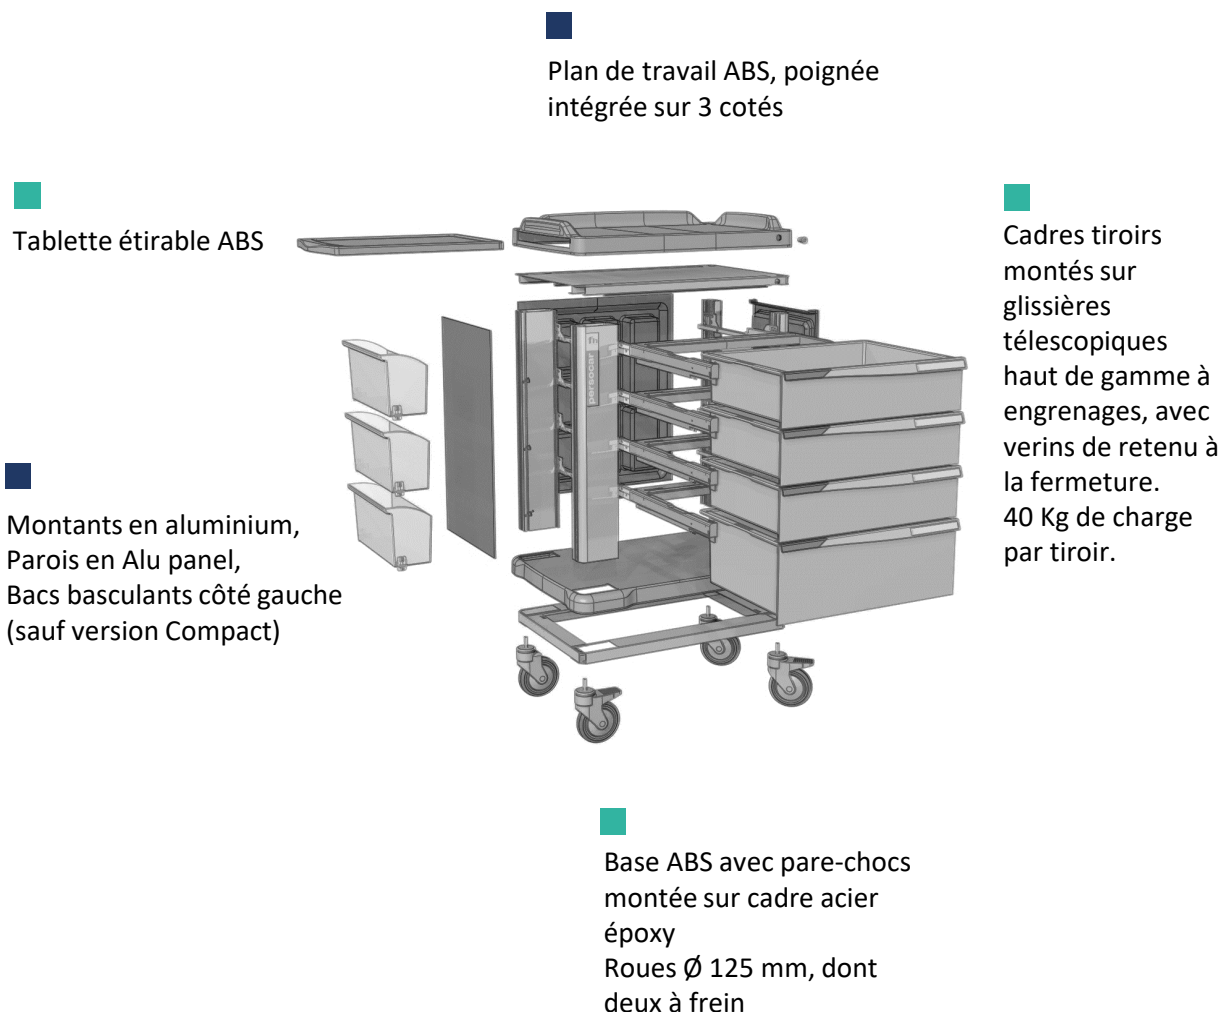 Plan de travail ABS, poignée
intégrée sur 3 cotés
Tablette étirable ABS
Cadres tiroirs
montés sur
glissières
télescopiques
haut de gamme à
engrenages, avec
verins de retenu à
la fermeture.
40 Kg de charge
par tiroir.
persocar
Montants en aluminium,
Parois en Alu panel,
Bacs basculants côté gauche
(sauf version Compact)
Base ABS avec pare-chocs
montée sur cadre acier
époxy
Roues Ø 125 mm, dont
deux à frein